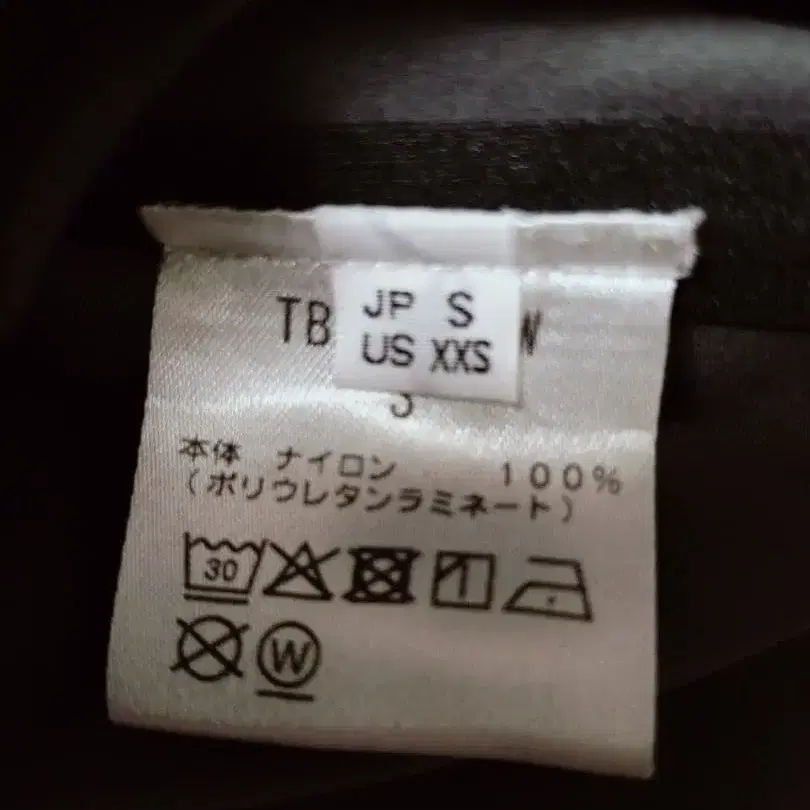 TB
JP S
US XXS
W
本体 ナイロン 100%
(ポリウレタンラミネート)
30
W